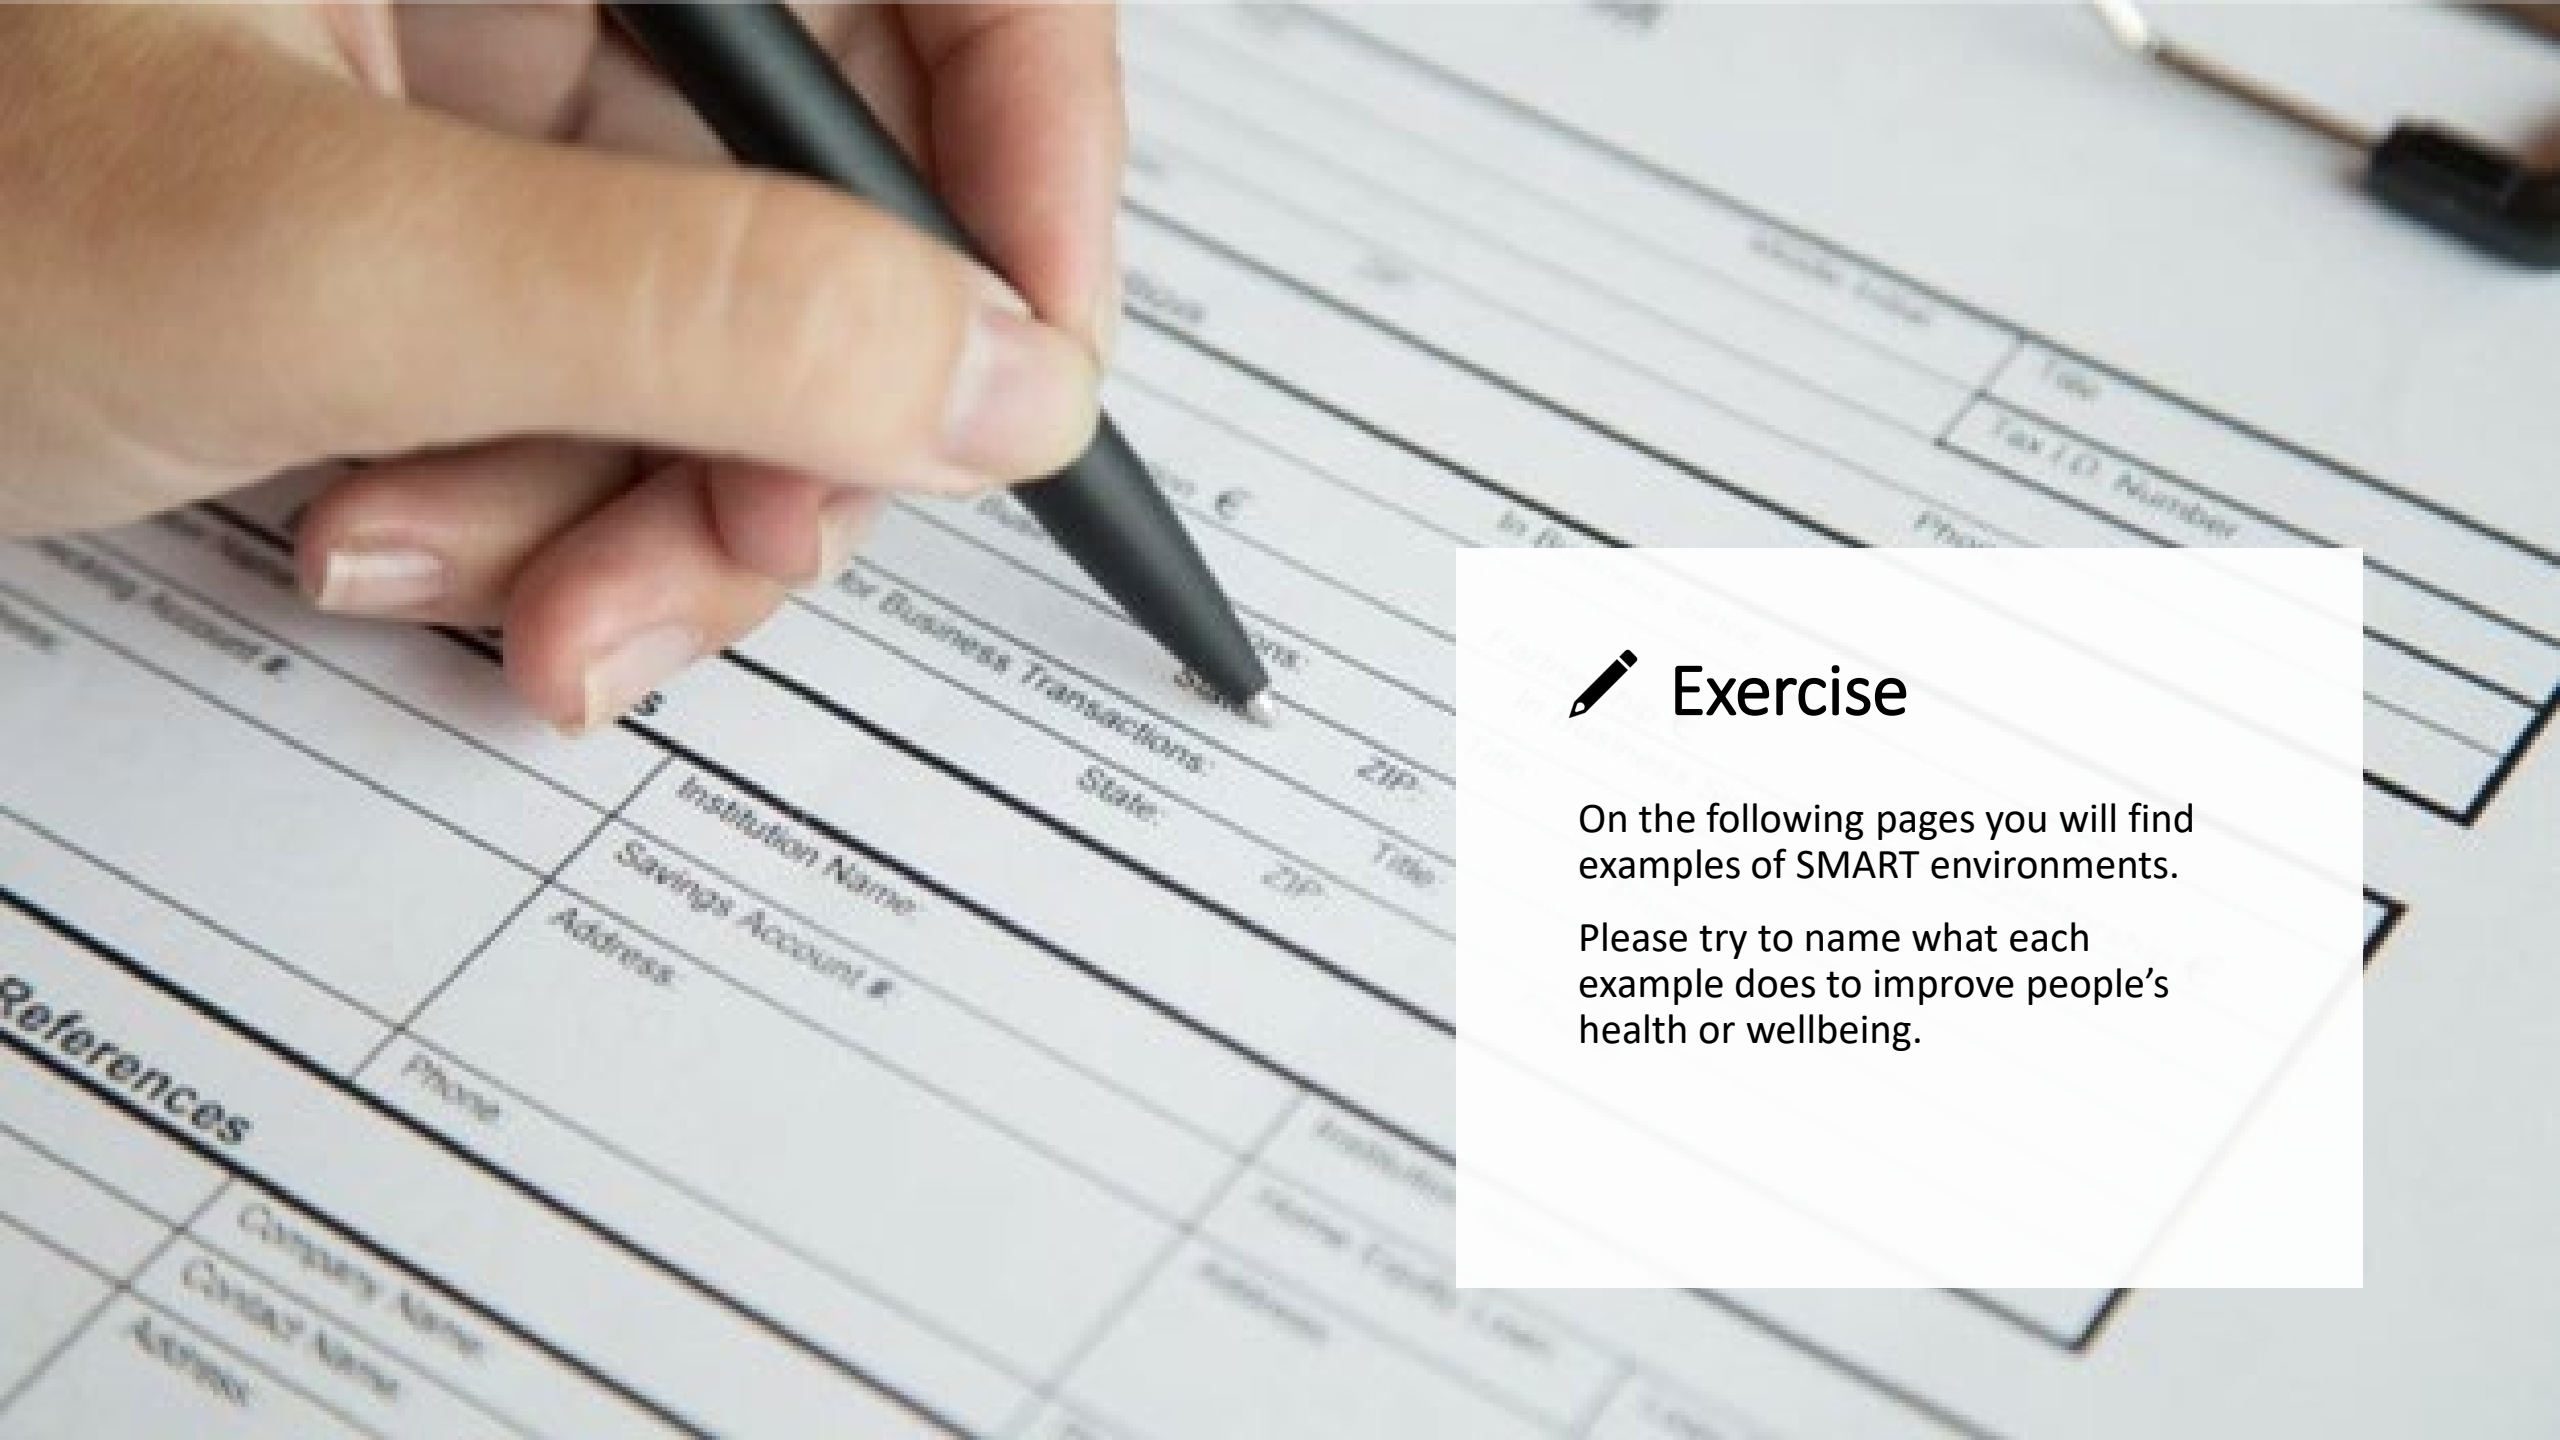 Title
Tax I.D. Number
€
for Business Transactions:
ZIP:
State:
Title:
ZIP:
Institution Name:
Savings Account #:
Address:
Phone
References
Company Name
Contact Name
Address
Exercise
On the following pages you will find
examples of SMART environments.
Please try to name what each
example does to improve people’s
health or wellbeing.